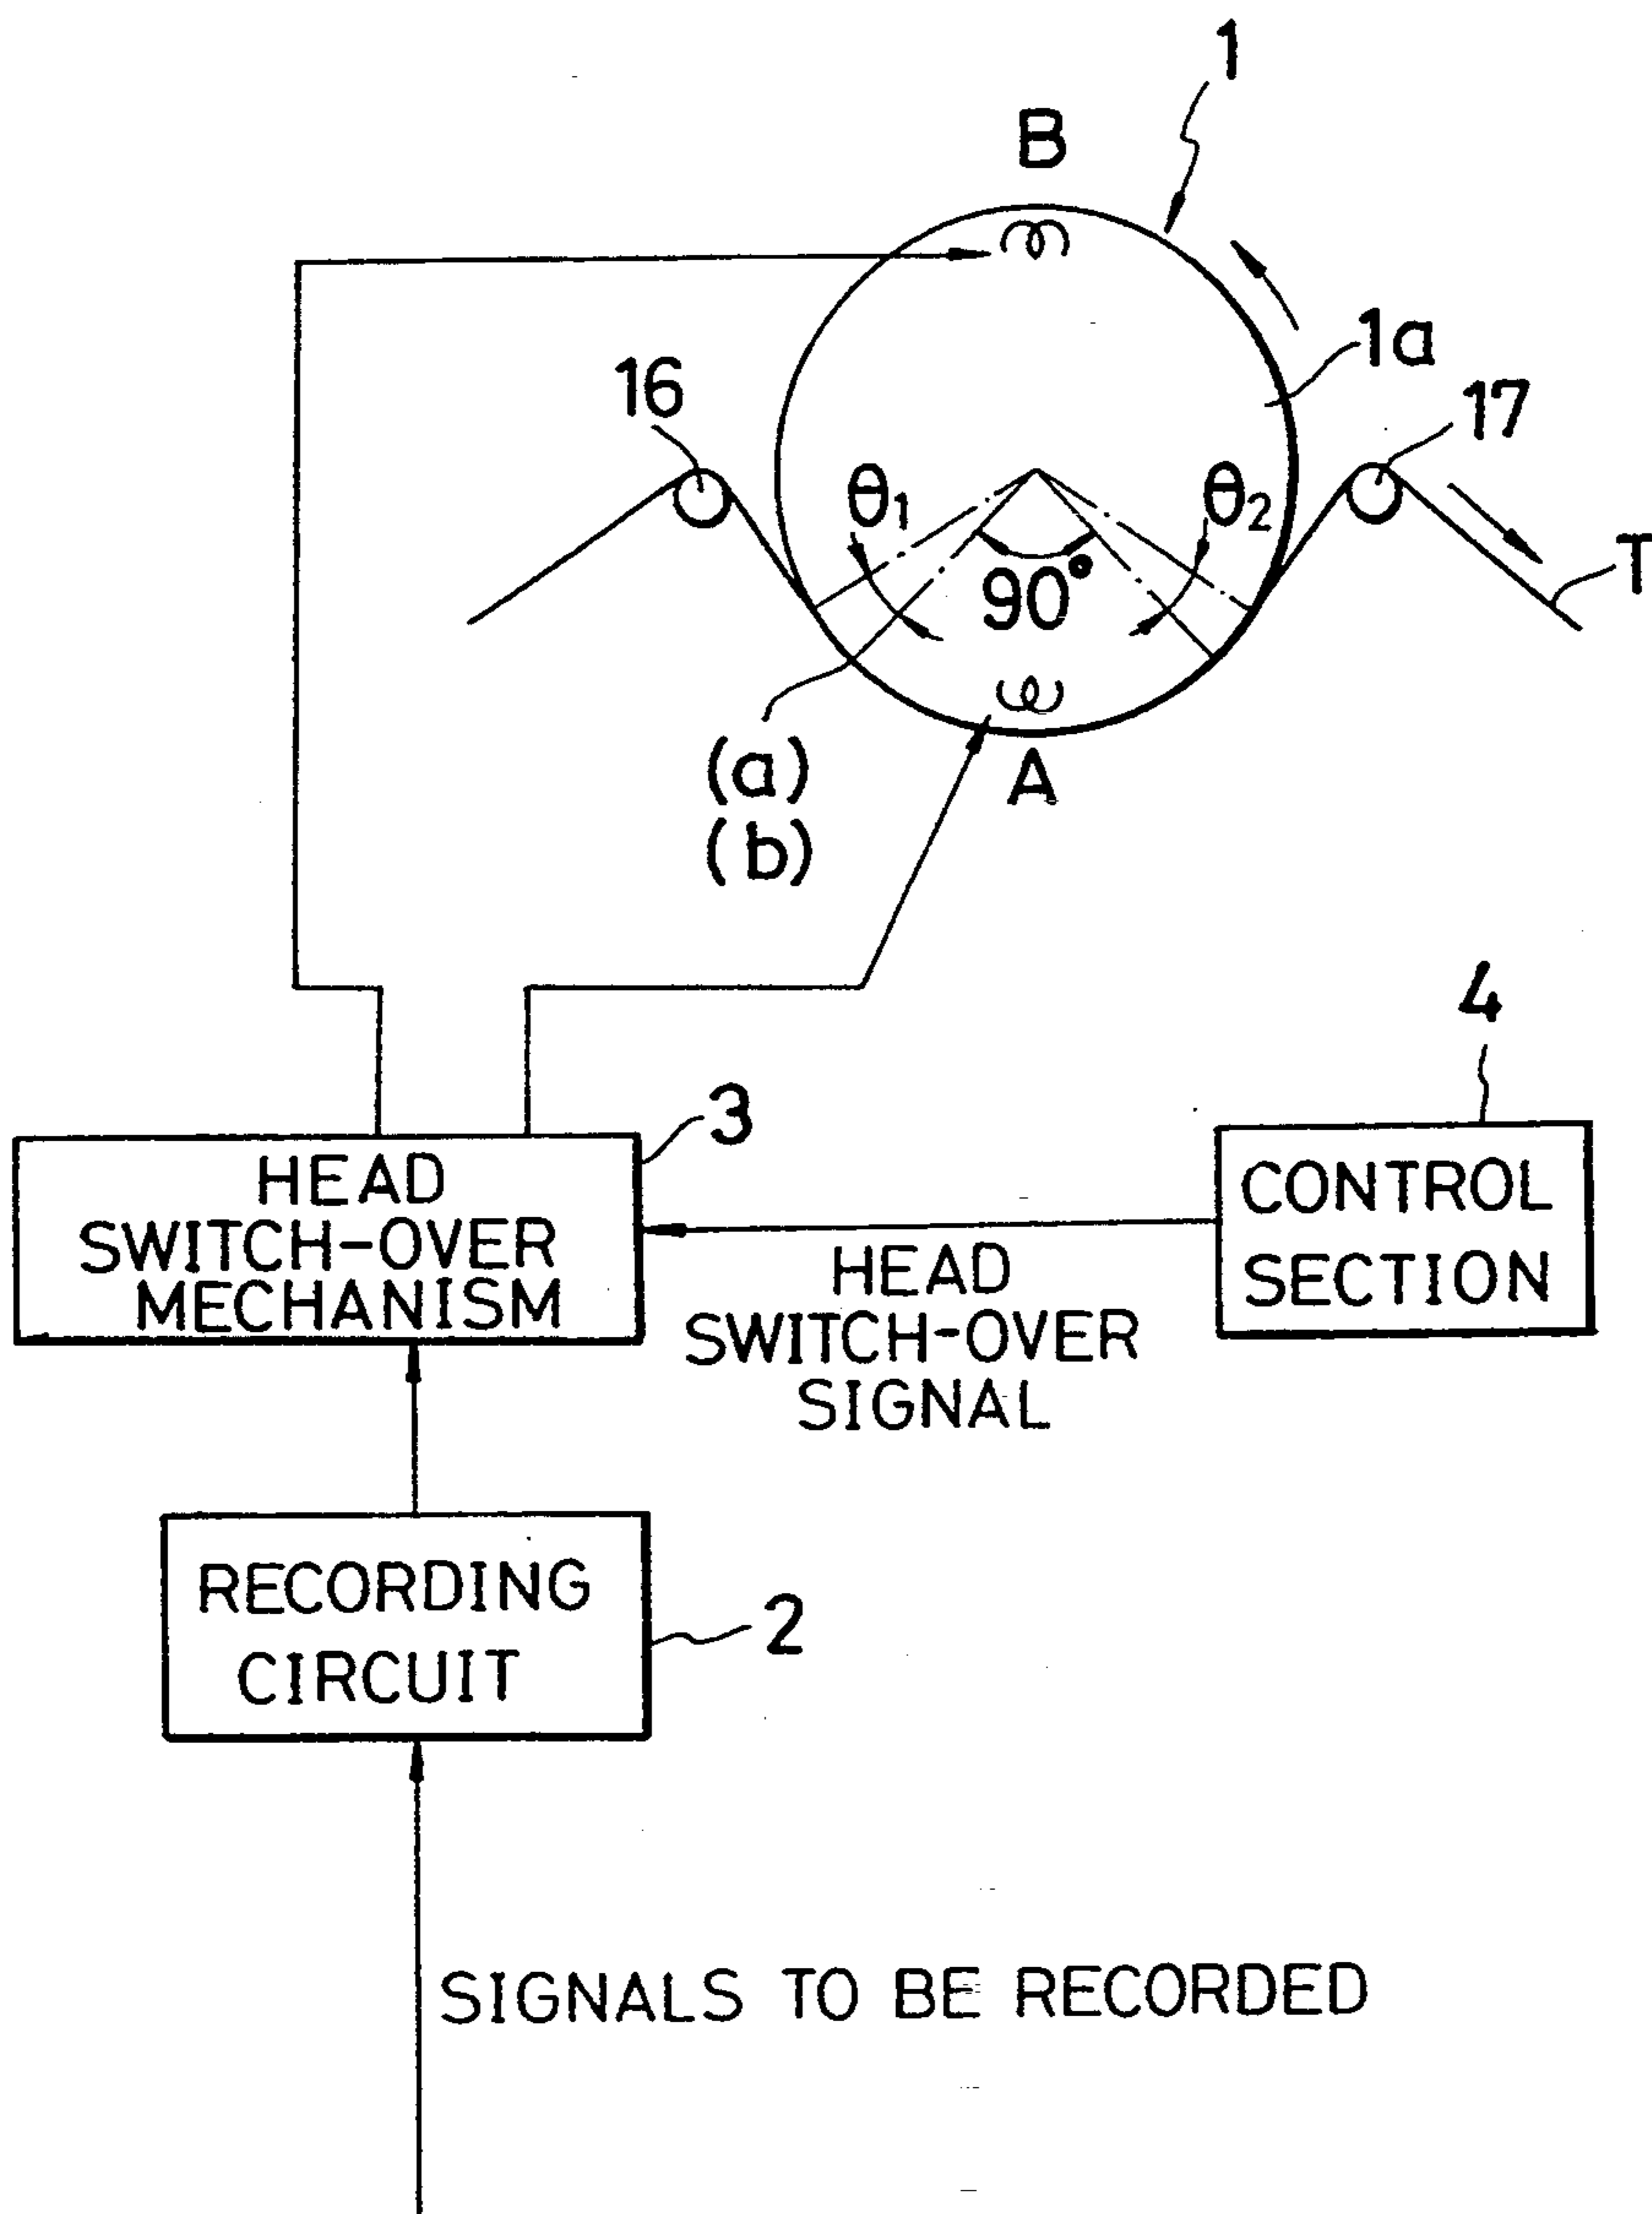 1
B
1a
16
17
θ1
θ2
90°
T
(a)
(b)
A
4
3
HEAD
SWITCH-OVER
MECHANISM
CONTROL
SECTION
HEAD
SWITCH-OVER
SIGNAL
RECORDING
CIRCUIT
2
SIGNALS TO BE RECORDED